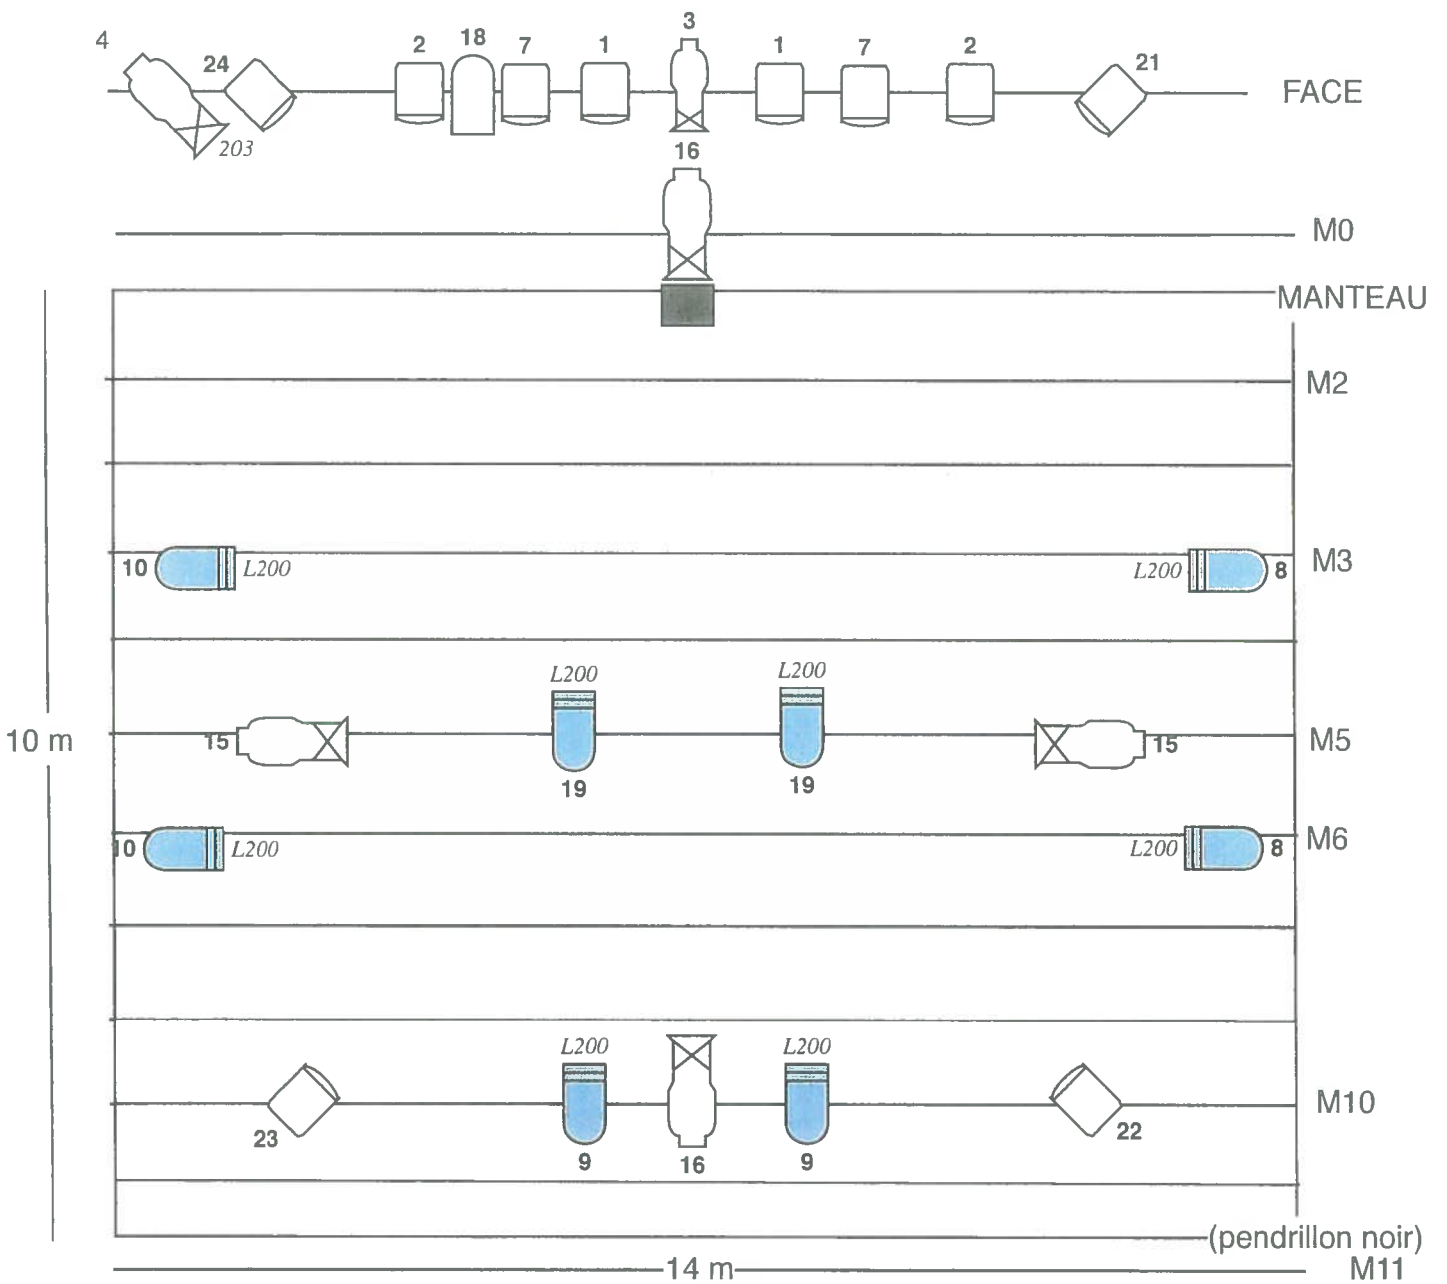 4 24 2 18 7 1 3 1 7 2 21 FACE
203
16
M0
MANTEAU
M2
10 L200 L200 8 M3
L200 L200
10 m 15 15 M5
19 19
10 L200 L200 8 M6
L200 L200
M10
23 22
9 16 9
(pendrillon noir)
14 m M11